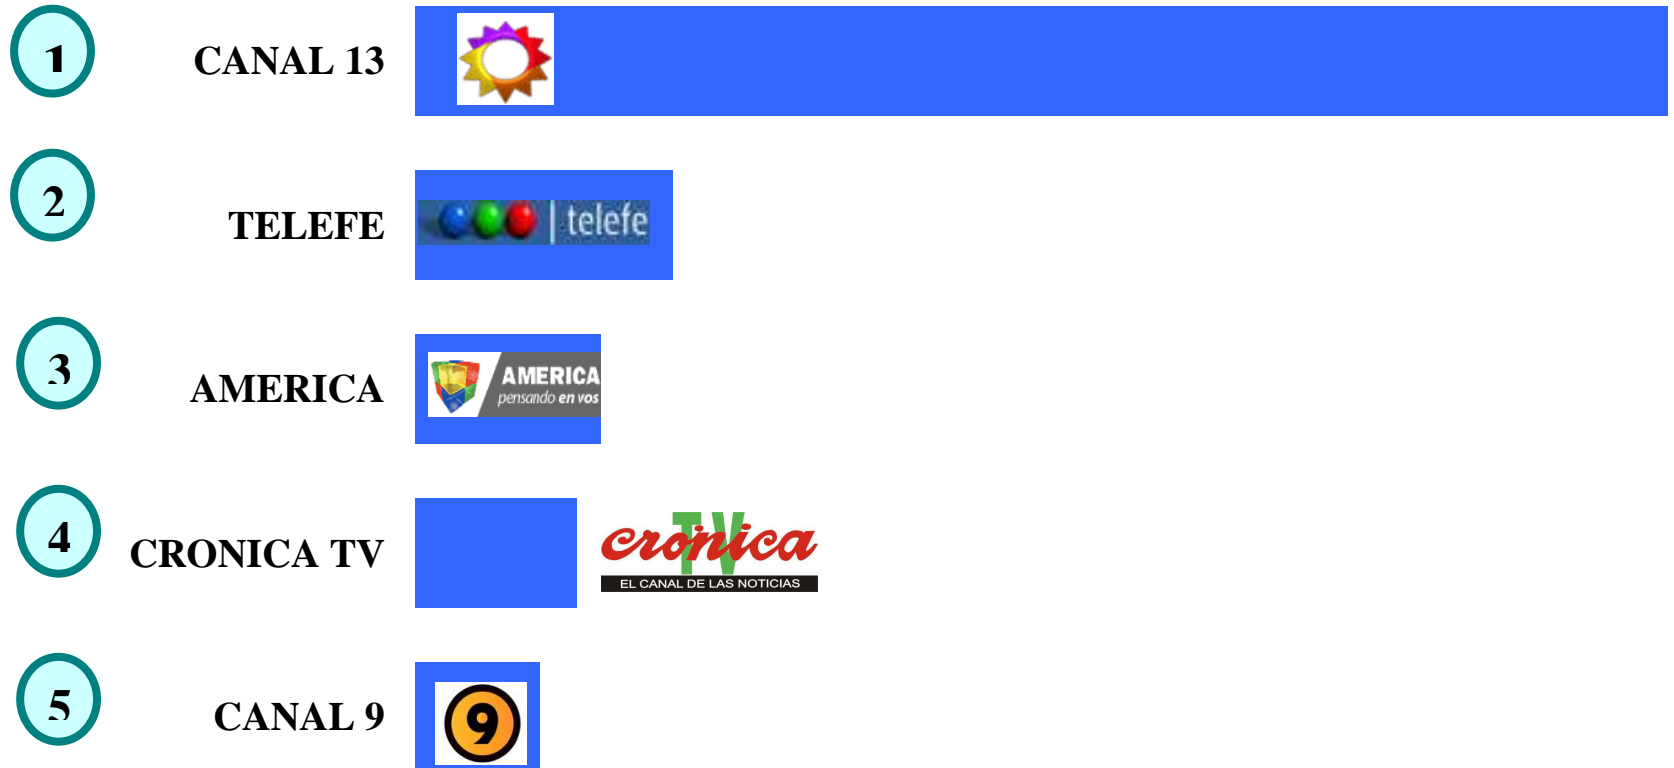 1
CANAL 13
2
TELEFE
telefe
3
AMERICA
AMERICA
pensando en vos
4
CRONICA TV
TV
cronica
EL CANAL DE LAS NOTICIAS
5
CANAL 9
9